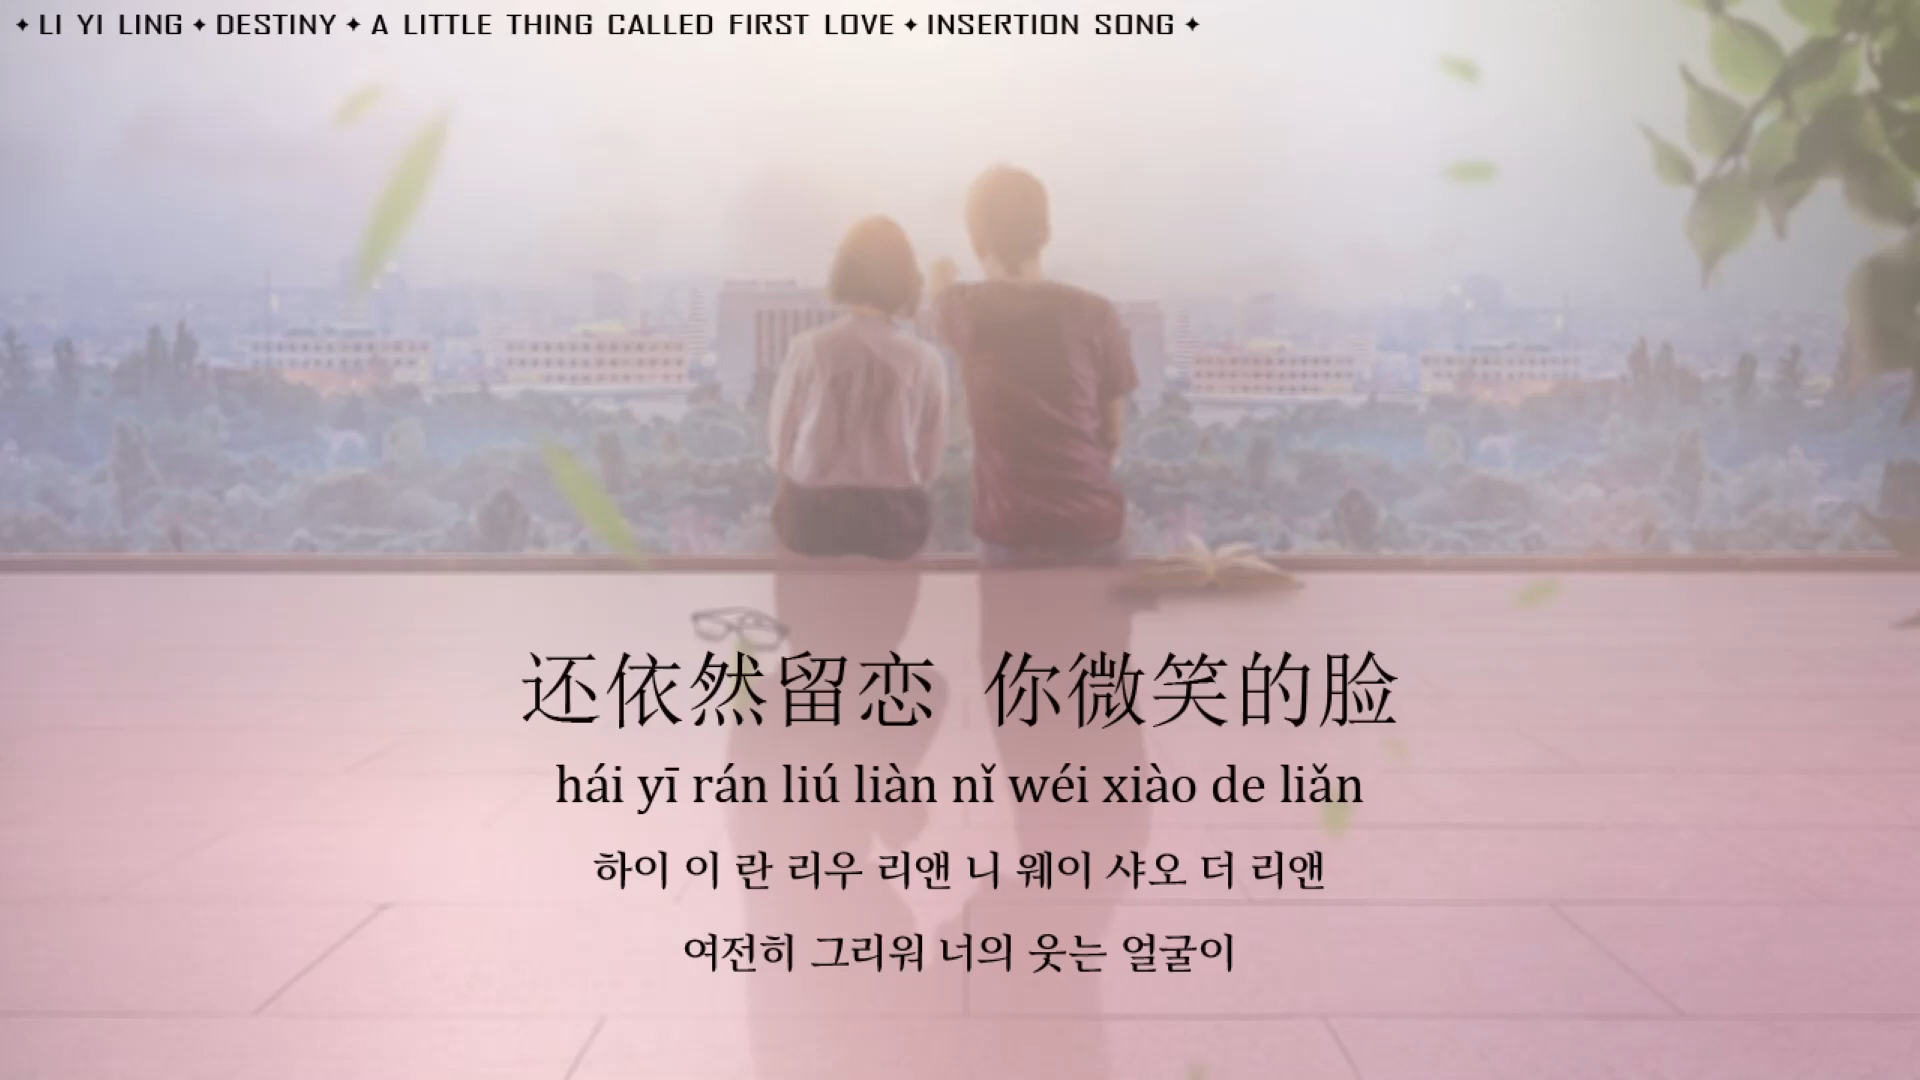 ✦ LI YI LING ✦ DESTINY ✦ A LITTLE THING CALLED FIRST LOVE ✦ INSERTION SONG ✦
还依然留恋 你微笑的脸
hái yī rán liú liàn nǐ wéi xiào de liǎn
하이 이 란 리우 리앤 니 웨이 샤오 더 리앤
여전히 그리워 너의 웃는 얼굴이